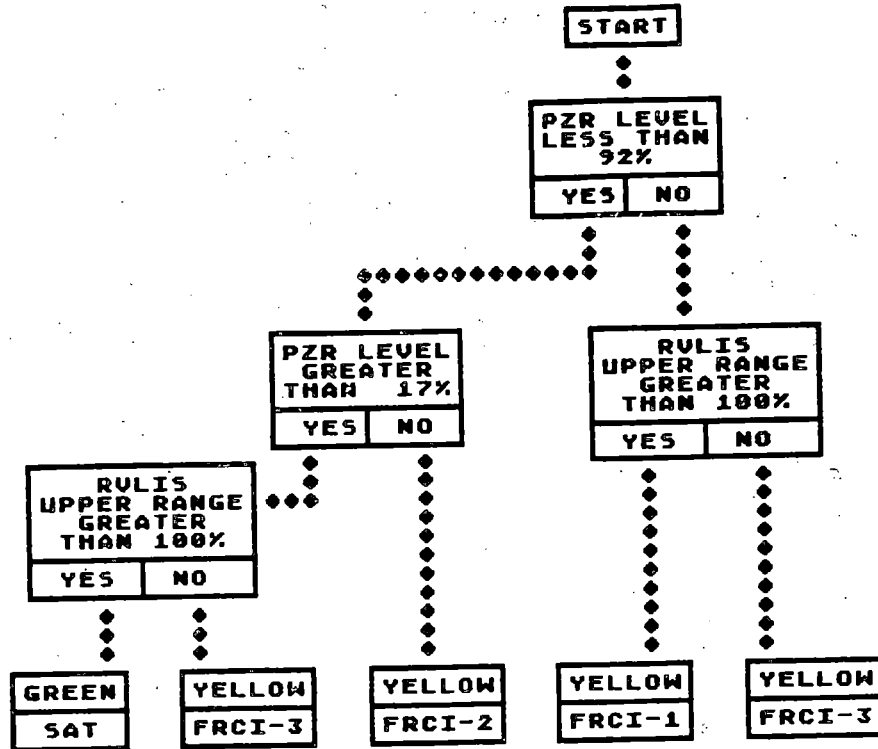 START
PZR LEVEL
LESS THAN
92%
YES NO
PZR LEVEL
GREATER
THAN 17%
YES NO
RVLIS
UPPER RANGE
GREATER
THAN 100%
YES NO
RVLIS
UPPER RANGE
GREATER
THAN 100%
YES NO
GREEN
SAT
YELLOW
FRCI-3
YELLOW
FRCI-2
YELLOW
FRCI-1
YELLOW
FRCI-3